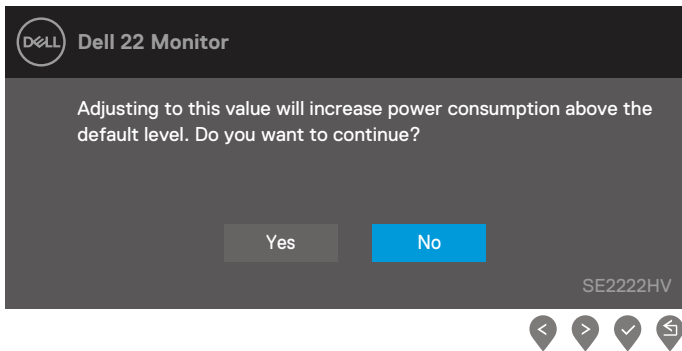 DELL
Dell 22 Monitor
Adjusting to this value will increase power consumption above the
default level. Do you want to continue?
Yes No
SE2222HV